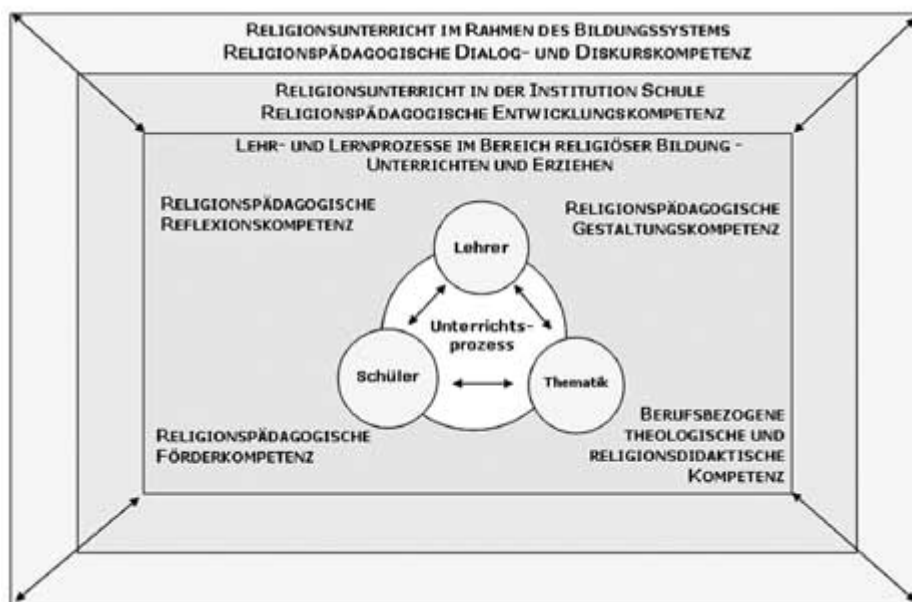 RELIGIONSUNTERRICHT IM RAHMEN DES BILDUNGSSYSTEMS
RELIGIONSPÄDAGOGISCHE DIALOG- UND DISKURSKOMPETENZ
RELIGIONSUNTERRICHT IN DER INSTITUTION SCHULE
RELIGIONSPÄDAGOGISCHE ENTWICKLUNGSKOMPETENZ
LEHR- UND LERNPROZESSE IM BEREICH RELIGIÖSER BILDUNG -
UNTERRICHTEN UND ERZIEHEN
RELIGIONSPÄDAGOGISCHE
REFLEXIONSKOMPETENZ
RELIGIONSPÄDAGOGISCHE
GESTALTUNGSKOMPETENZ
Lehrer
Unterrichts-
prozess
Schüler
Thematik
RELIGIONSPÄDAGOGISCHE
FÖRDERKOMPETENZ
BERUFSBEZOGENE
THEOLOGISCHE UND
RELIGIONSDIDAKTISCHE
KOMPETENZ